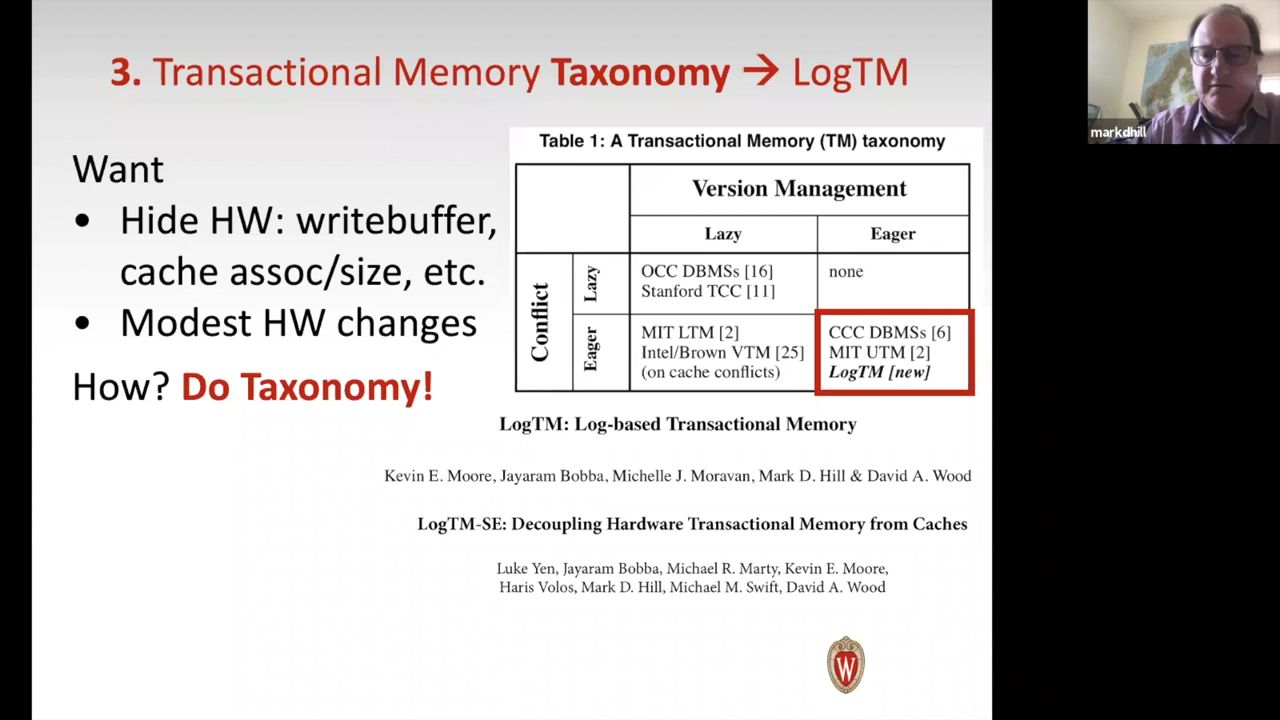 3. Transactional Memory Taxonomy → LogTM
Want
• Hide HW: writebuffer,
cache assoc/size, etc.
• Modest HW changes
How? Do Taxonomy!
Table 1: A Transactional Memory (TM) taxonomy
Version Management
Lazy
Eager
Conflict
Lazy
OCC DBMSs [16]
Stanford TCC [11]
none
Eager
MIT LTM [2]
Intel/Brown VTM [25]
(on cache conflicts)
CCC DBMSs [6]
MIT UTM [2]
LogTM [new]
LogTM: Log-based Transactional Memory
Kevin E. Moore, Jayaram Bobba, Michelle J. Moravan, Mark D. Hill & David A. Wood
LogTM-SE: Decoupling Hardware Transactional Memory from Caches
Luke Yen, Jayaram Bobba, Michael R. Marty, Kevin E. Moore,
Haris Volos, Mark D. Hill, Michael M. Swift, David A. Wood
W
markdhill